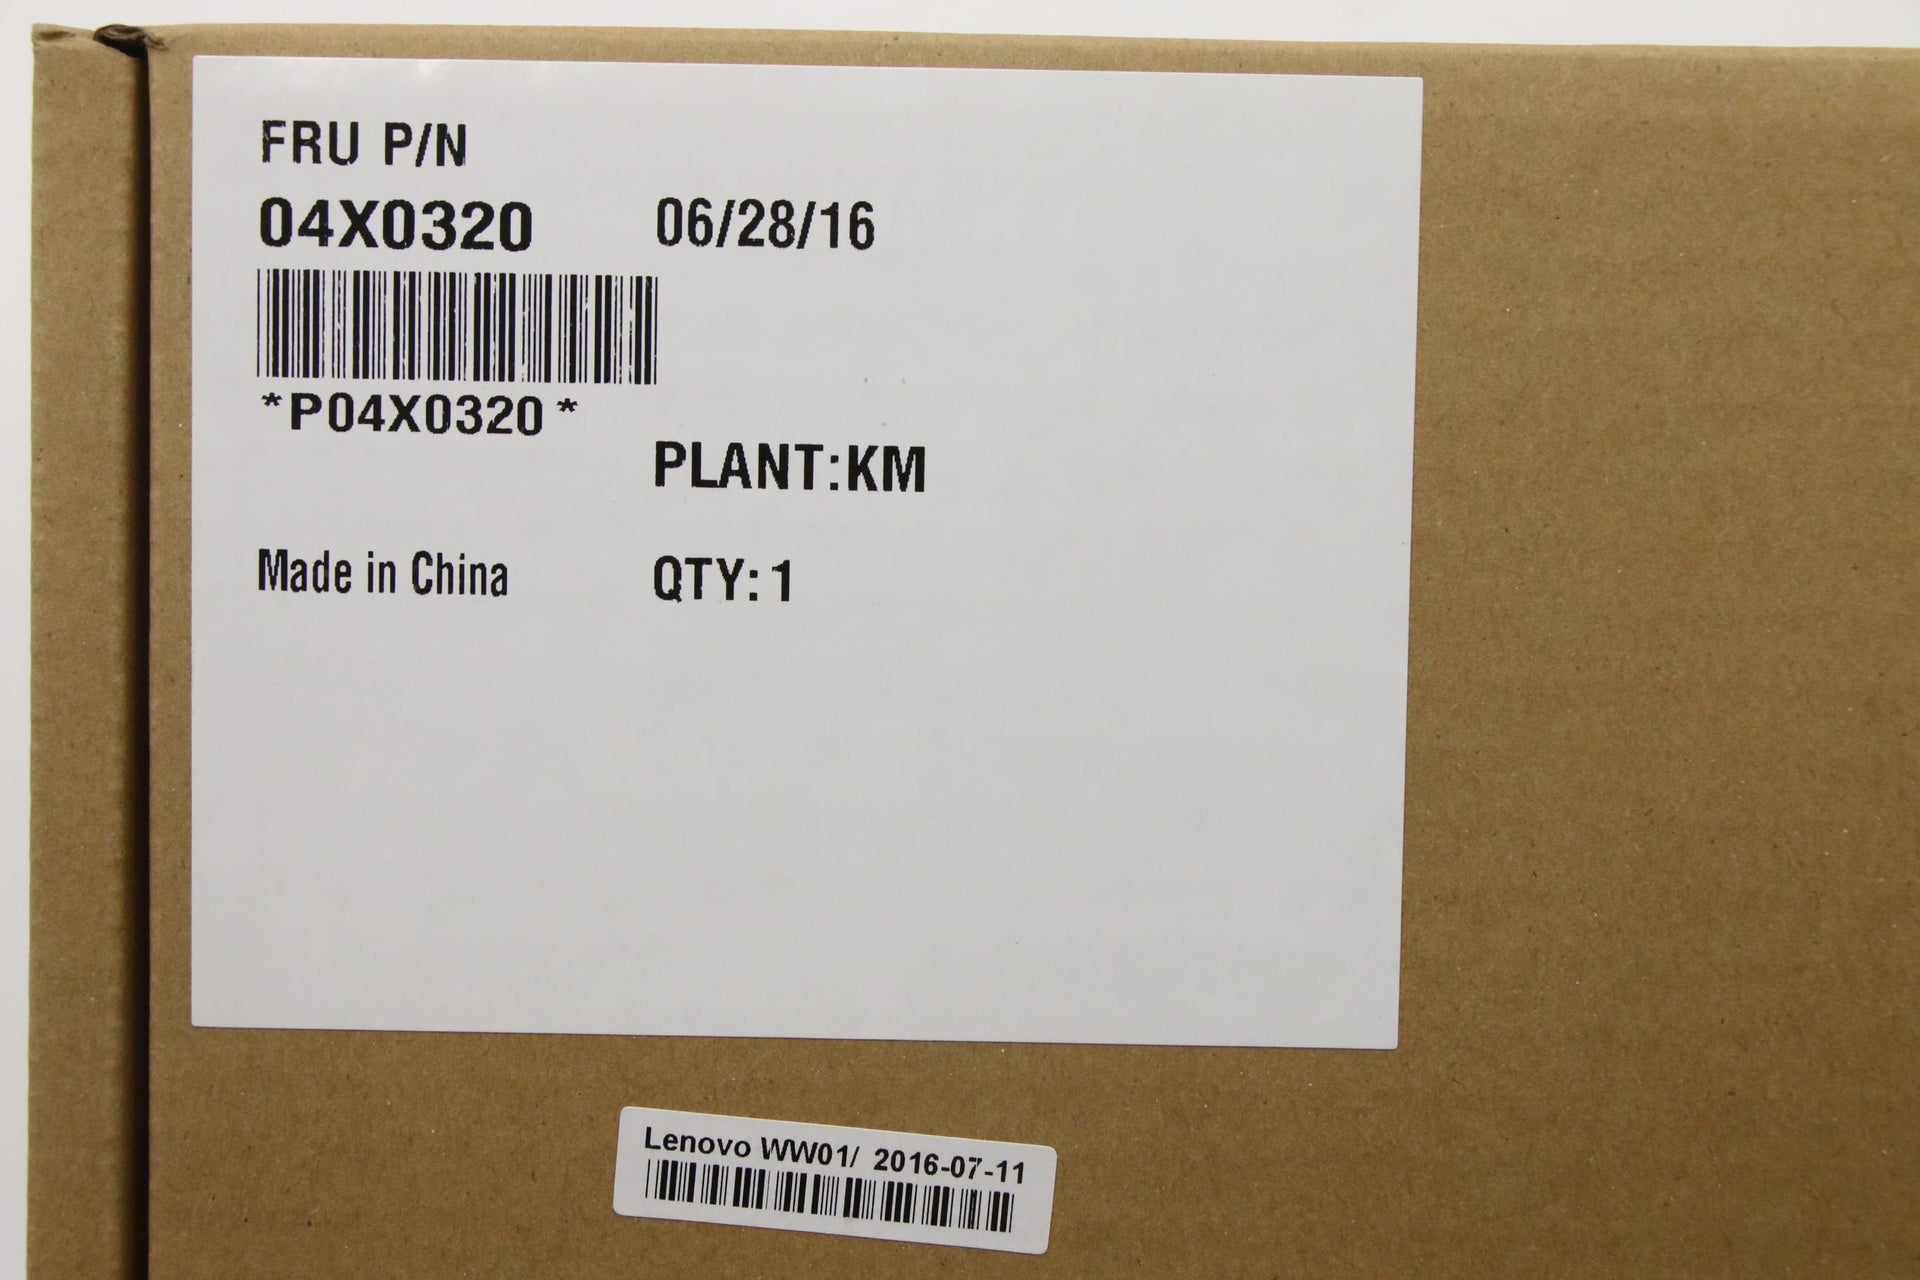 FRU P/N
04X0320 06/28/16
*P04X0320*
PLANT:KM
Made in China QTY:1
Lenovo WW01/ 2016-07-11